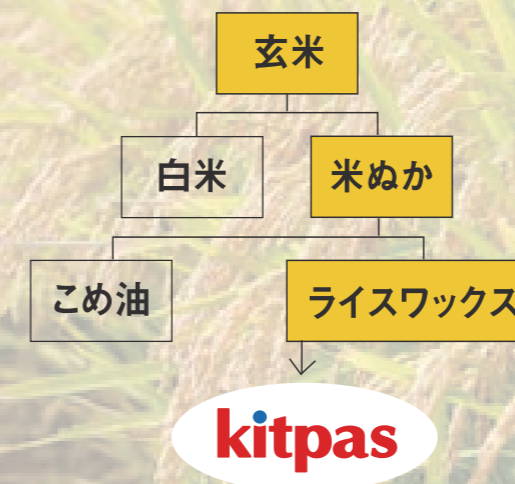 玄米
白米
米ぬか
こめ油
ライスワックス
kitpas